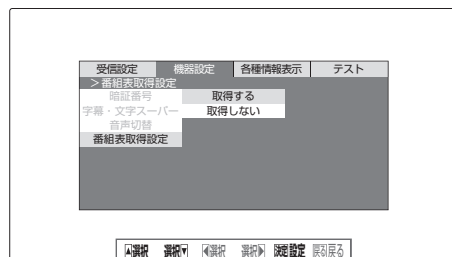 受信設定 機器設定 各種情報表示 テスト
＞番組表取得設定
暗証番号 取得する
字幕・文字スーパー 取得しない
音声切替
番組表取得設定
▲選択 選択▼ ◀選択 選択▶ 決定設定 戻る戻る